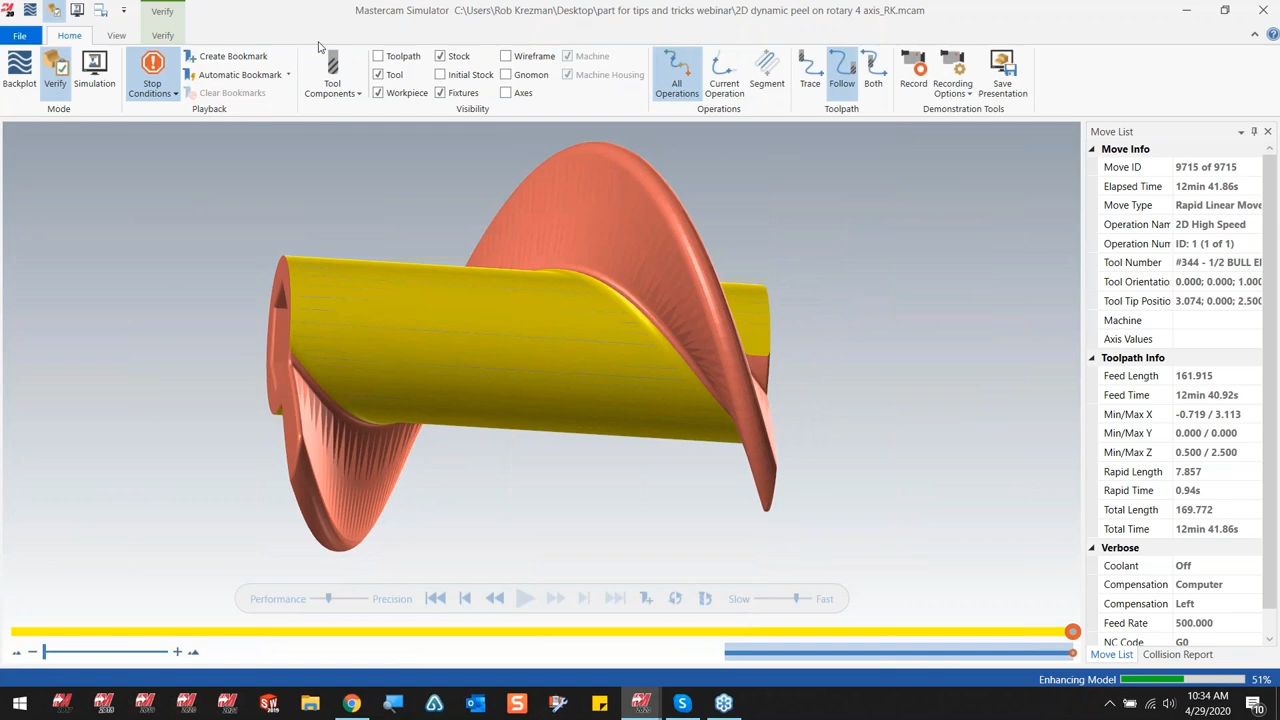 Verify
Mastercam Simulator C:\Users\Rob Krezman\Desktop\part for tips and tricks webinar\2D dynamic peel on rotary 4 axis_RK.mcam
File
Home
View
Verify
Backplot
Verify
Simulation
Mode
Stop Conditions
Create Bookmark
Automatic Bookmark
Clear Bookmarks
Playback
Tool Components
Toolpath
Tool
Workpiece
Stock
Initial Stock
Fixtures
Wireframe
Gnomon
Axes
Machine
Machine Housing
Visibility
All Operations
Current Operation
Segment
Operations
Trace
Follow
Both
Toolpath
Record
Recording Options
Save Presentation
Demonstration Tools
Move List
Move Info
Move ID 9715 of 9715
Elapsed Time 12min 41.86s
Move Type Rapid Linear Move
Operation Nam 2D High Speed
Operation Num ID: 1 (1 of 1)
Tool Number #344 - 1/2 BULL
Tool Orientatio 0.000; 0.000; 1.000
Tool Tip Positio 3.074; 0.000; 2.500
Machine
Axis Values
Toolpath Info
Feed Length 161.915
Feed Time 12min 40.92s
Min/Max X -0.719 / 3.113
Min/Max Y 0.000 / 0.000
Min/Max Z 0.500 / 2.500
Rapid Length 7.857
Rapid Time 0.94s
Total Length 169.772
Total Time 12min 41.86s
Verbose
Coolant Off
Compensation Computer
Compensation Left
Feed Rate 500.000
NC Code G0
Move List Collision Report
Performance Precision
Slow Fast
Enhancing Model 51%
10:34 AM
4/29/2020